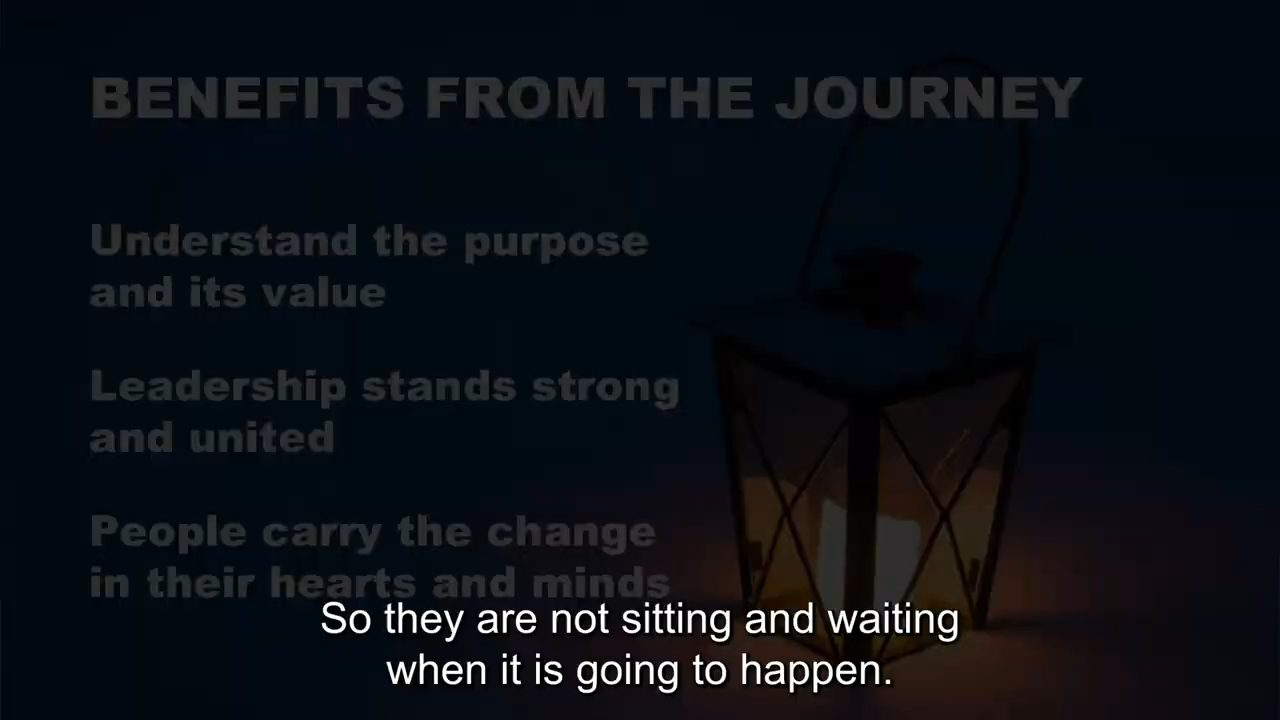 BENEFITS FROM THE JOURNEY
Understand the purpose
and its value
Leadership stands strong
and united
People carry the change
in their hearts and minds
So they are not sitting and waiting
when it is going to happen.